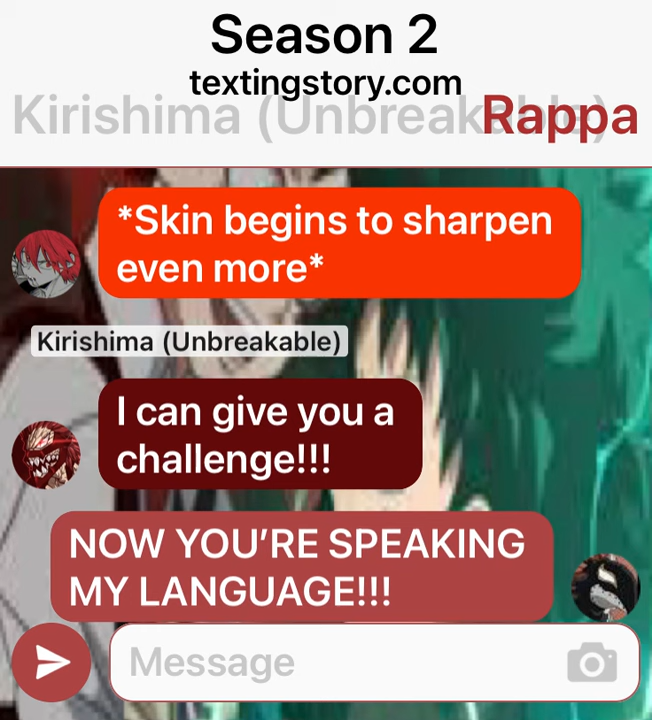 Season 2
textingstory.com
Kirishima (Unbreakable) Rappa
*Skin begins to sharpen
even more*
Kirishima (Unbreakable)
I can give you a
challenge!!!
NOW YOU'RE SPEAKING
MY LANGUAGE!!!
Message